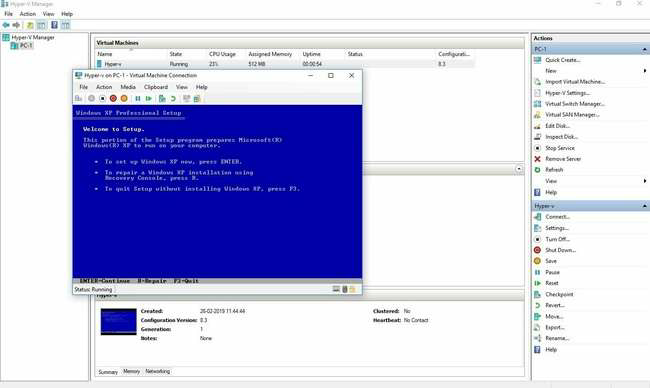 Hyper-V Manager
File Action View Help
Hyper-V Manager
PC-1
Virtual Machines
Name State CPU Usage Assigned Memory Uptime Status Configurati...
Hyper-v Running 23% 512 MB 00:00:54 8.3
Hyper-v on PC-1 - Virtual Machine Connection
File Action Media Clipboard View Help
Windows XP Professional Setup
Welcome to Setup.
This portion of the Setup program prepares Microsoft(R)
Windows(R) XP to run on your computer.
• To set up Windows XP now, press ENTER.
• To repair a Windows XP installation using
Recovery Console, press R.
• To quit Setup without installing Windows XP, press F3.
ENTER=Continue R=Repair F3=Quit
Status: Running
Hyper-v
Created: 26-02-2019 11:44:44
Configuration Version: 8.3
Generation: 1
Notes: None
Clustered: No
Heartbeat: No Contact
Summary Memory Networking
Actions
PC-1
Quick Create...
New
Import Virtual Machine...
Hyper-V Settings...
Virtual Switch Manager...
Virtual SAN Manager...
Edit Disk...
Inspect Disk...
Stop Service
Remove Server
Refresh
View
Help
Hyper-v
Connect...
Settings...
Turn Off...
Shut Down...
Save
Pause
Reset
Checkpoint
Revert...
Move...
Export...
Rename...
Help